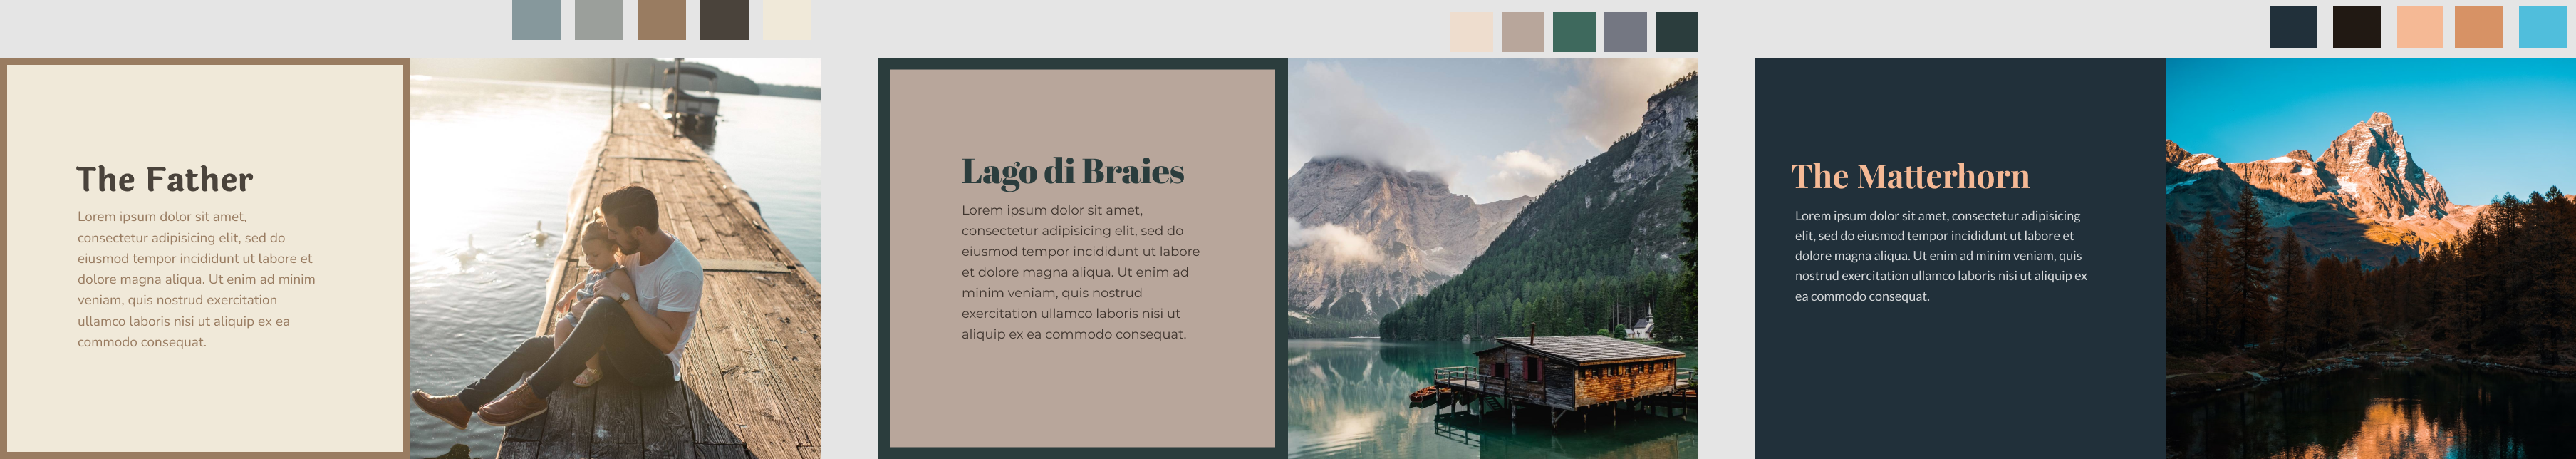 The Father
Lorem ipsum dolor sit amet,
consectetur adipisicing elit, sed do
eiusmod tempor incididunt ut labore et
dolore magna aliqua. Ut enim ad minim
veniam, quis nostrud exercitation
ullamco laboris nisi ut aliquip ex ea
commodo consequat.
Lago di Braies
Lorem ipsum dolor sit amet,
consectetur adipisicing elit, sed do
eiusmod tempor incididunt ut labore
et dolore magna aliqua. Ut enim ad
minim veniam, quis nostrud
exercitation ullamco laboris nisi ut
aliquip ex ea commodo consequat.
The Matterhorn
Lorem ipsum dolor sit amet, consectetur adipisicing
elit, sed do eiusmod tempor incididunt ut labore et
dolore magna aliqua. Ut enim ad minim veniam, quis
nostrud exercitation ullamco laboris nisi ut aliquip ex
ea commodo consequat.